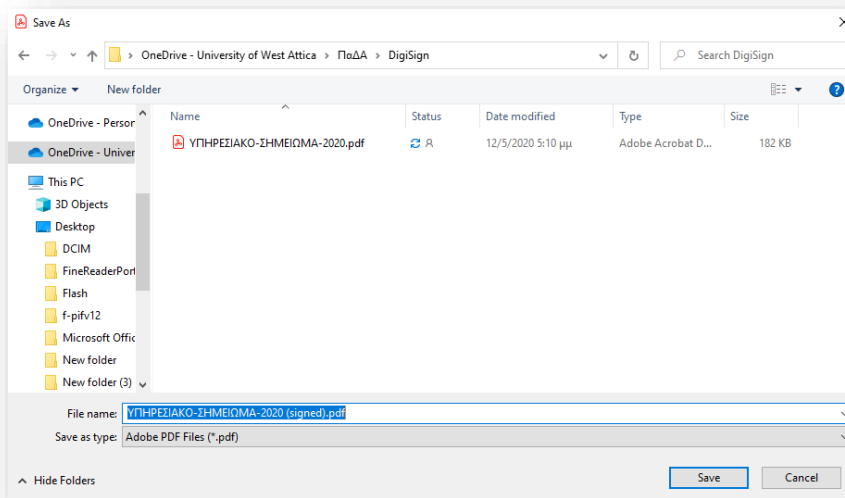 Save As
OneDrive - University of West Attica › ΠαΔΑ › DigiSign
Search DigiSign
Organize
New folder
Name
Status
Date modified
Type
Size
OneDrive - Person
OneDrive - Univer
This PC
3D Objects
Desktop
DCIM
FineReaderPort
Flash
f-pifv12
Microsoft Offic
New folder
New folder (3)
ΥΠΗΡΕΣΙΑΚΟ-ΣΗΜΕΙΩΜΑ-2020.pdf
12/5/2020 5:10 μμ
Adobe Acrobat D...
182 KB
File name: ΥΠΗΡΕΣΙΑΚΟ-ΣΗΜΕΙΩΜΑ-2020 (signed).pdf
Save as type: Adobe PDF Files (*.pdf)
Hide Folders
Save
Cancel